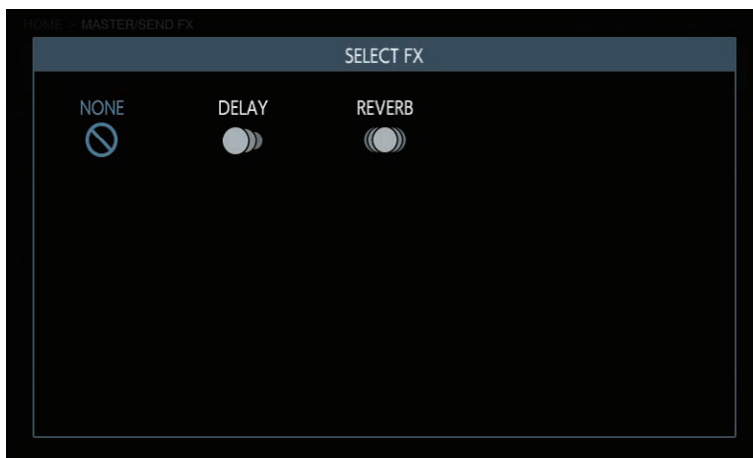 HOME > MASTER/SEND FX
SELECT FX
NONE DELAY REVERB